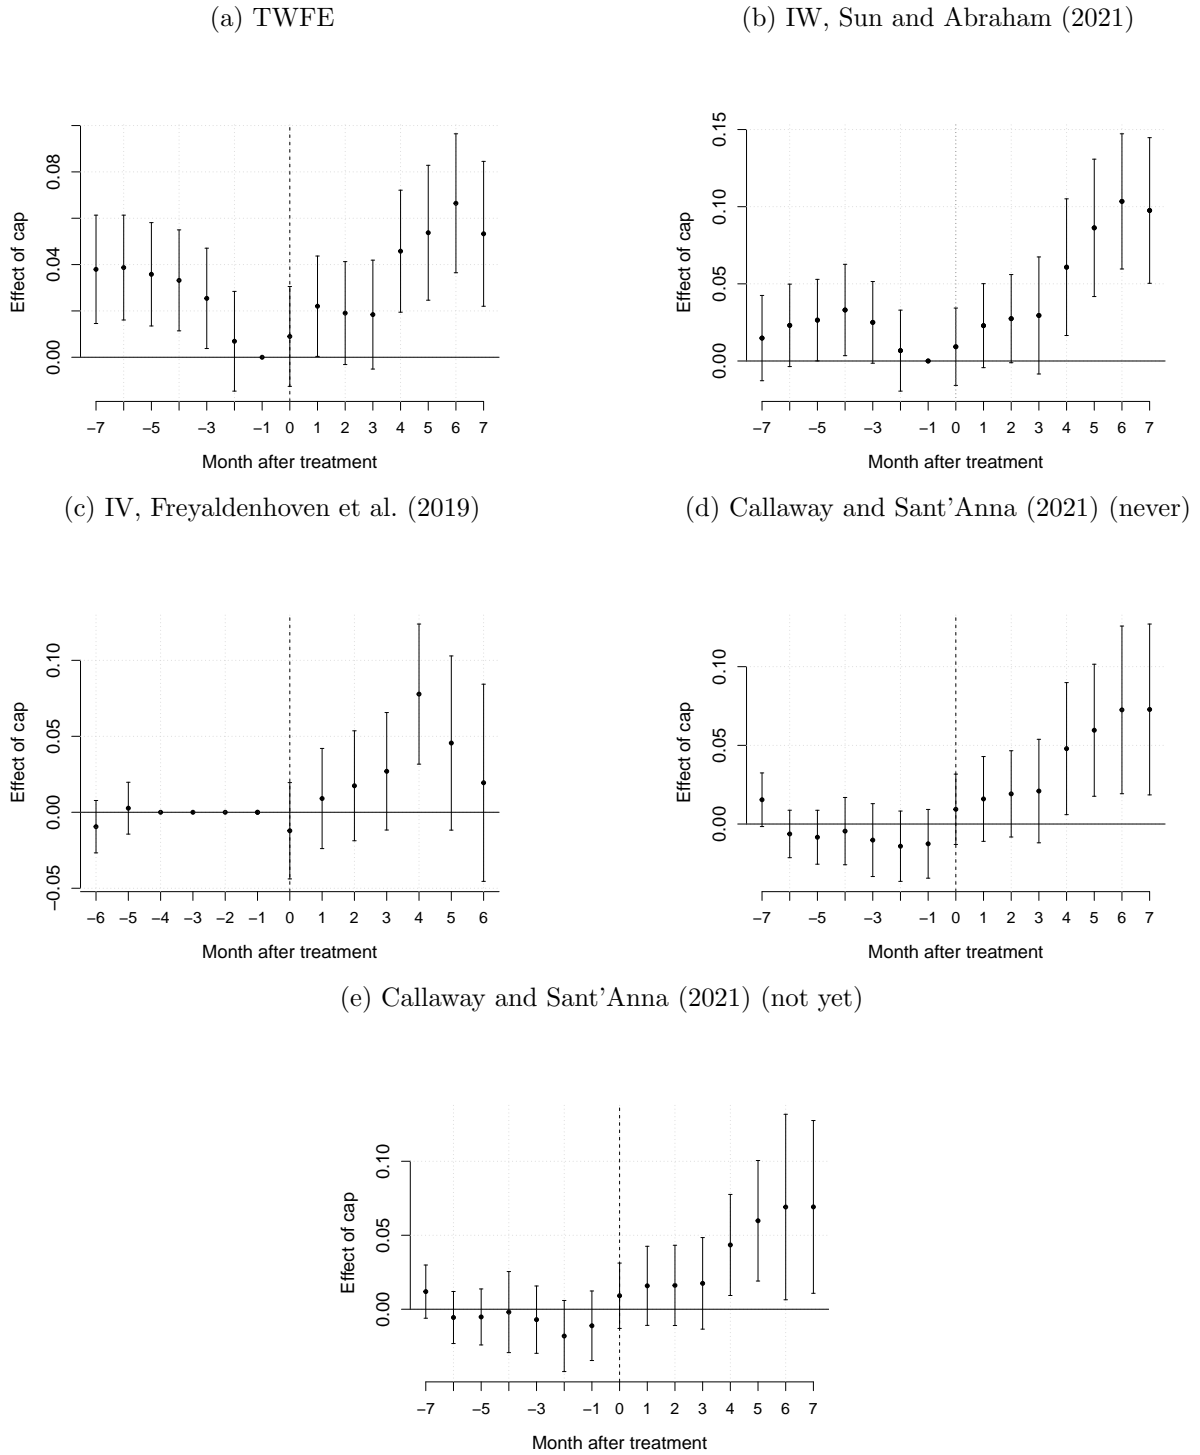 (a) TWFE
(b) IW, Sun and Abraham (2021)
Effect of cap
0.00 0.04 0.08
−7 −5 −3 −1 0 1 2 3 4 5 6 7
Month after treatment
Effect of cap
0.00 0.05 0.10 0.15
−7 −5 −3 −1 0 1 2 3 4 5 6 7
Month after treatment
(c) IV, Freyaldenhoven et al. (2019)
(d) Callaway and Sant'Anna (2021) (never)
Effect of cap
−0.05 0.00 0.05 0.10
−6 −5 −4 −3 −2 −1 0 1 2 3 4 5 6
Month after treatment
Effect of cap
0.00 0.05 0.10
−7 −5 −3 −1 0 1 2 3 4 5 6 7
Month after treatment
(e) Callaway and Sant'Anna (2021) (not yet)
Effect of cap
0.00 0.05 0.10
−7 −5 −3 −1 0 1 2 3 4 5 6 7
Month after treatment